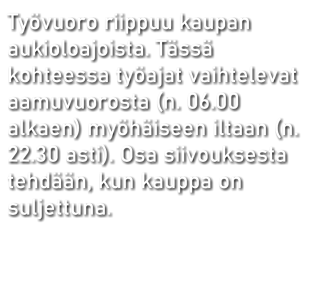 Työvuoro riippuu kaupan
aukioloajoista. Tässä
kohteessa työajat vaihtelevat
aamuvuorosta (n. 06.00
alkaen) myöhäiseen iltaan (n.
22.30 asti). Osa siivouksesta
tehdään, kun kauppa on
suljettuna.